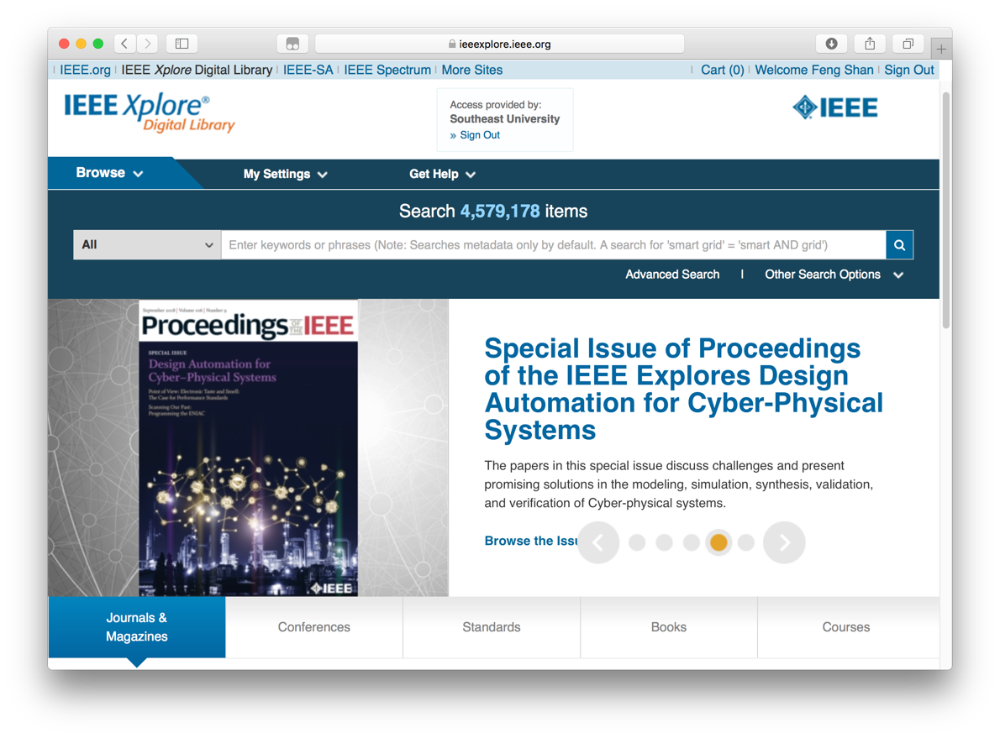 ieeexplore.ieee.org
IEEE.org | IEEE Xplore Digital Library | IEEE-SA | IEEE Spectrum | More Sites
Cart (0) | Welcome Feng Shan | Sign Out
IEEE Xplore®
Digital Library
Access provided by:
Southeast University
» Sign Out
IEEE
Browse
My Settings
Get Help
Search 4,579,178 items
All
Enter keywords or phrases (Note: Searches metadata only by default. A search for 'smart grid' = 'smart AND grid')
Advanced Search | Other Search Options
September 2018 | Volume 106 | Number 9
Proceedings OF THE IEEE
SPECIAL ISSUE
Design Automation for
Cyber–Physical Systems
Point of View: Electronic Taste and Smell:
The Case for Performance Standards
Scanning Our Past:
Programming the ENIAC
IEEE
Special Issue of Proceedings
of the IEEE Explores Design
Automation for Cyber-Physical
Systems
The papers in this special issue discuss challenges and present
promising solutions in the modeling, simulation, synthesis, validation,
and verification of Cyber-physical systems.
Browse the Issu
Journals &
Magazines
Conferences
Standards
Books
Courses